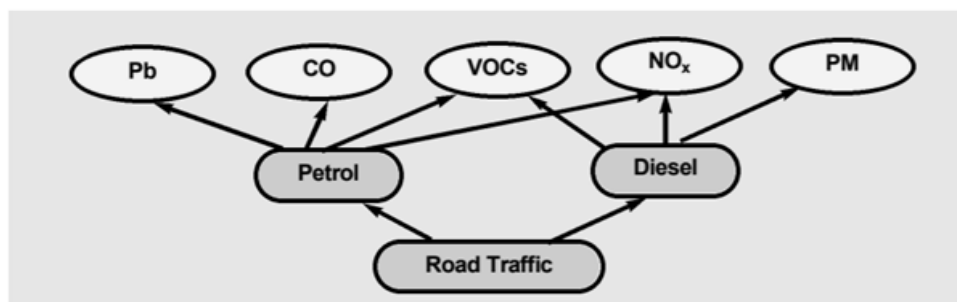 Pb
CO
VOCs
NOx
PM
Petrol
Diesel
Road Traffic